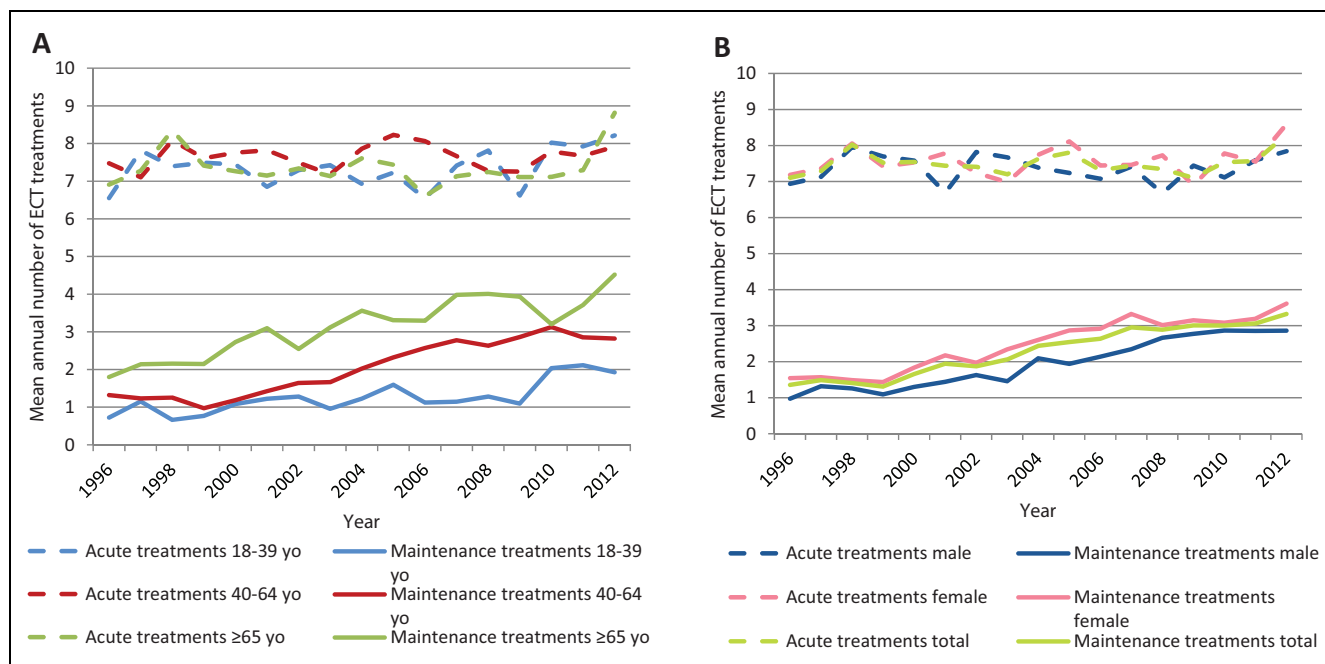 A
Mean annual number of ECT treatments
10
9
8
7
6
5
4
3
2
1
0
1996
1998
2000
2002
2004
2006
2008
2010
2012
Year
Acute treatments 18-39 yo
Maintenance treatments 18-39
yo
Acute treatments 40-64 yo
Maintenance treatments 40-64
yo
Acute treatments ≥65 yo
Maintenance treatments ≥65 yo
B
Mean annual number of ECT treatments
10
9
8
7
6
5
4
3
2
1
0
1996
1998
2000
2002
2004
2006
2008
2010
2012
Year
Acute treatments male
Maintenance treatments male
Acute treatments female
Maintenance treatments
female
Acute treatments total
Maintenance treatments total